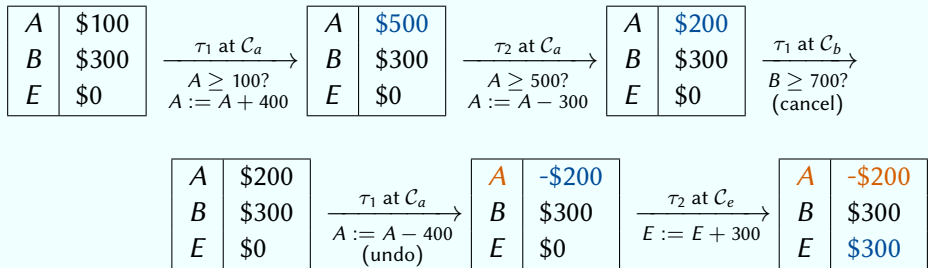 A $100 τ₁ at 𝒞ₐ A $500 τ₂ at 𝒞ₐ A $200 τ₁ at 𝒞_b
B $300 A ≥ 100? B $300 A ≥ 500? B $300 B ≥ 700?
E $0 A := A + 400 E $0 A := A − 300 E $0 (cancel)
A $200 τ₁ at 𝒞ₐ A -$200 τ₂ at 𝒞ₑ A -$200
B $300 A := A − 400 B $300 E := E + 300 B $300
E $0 (undo) E $0 E $300